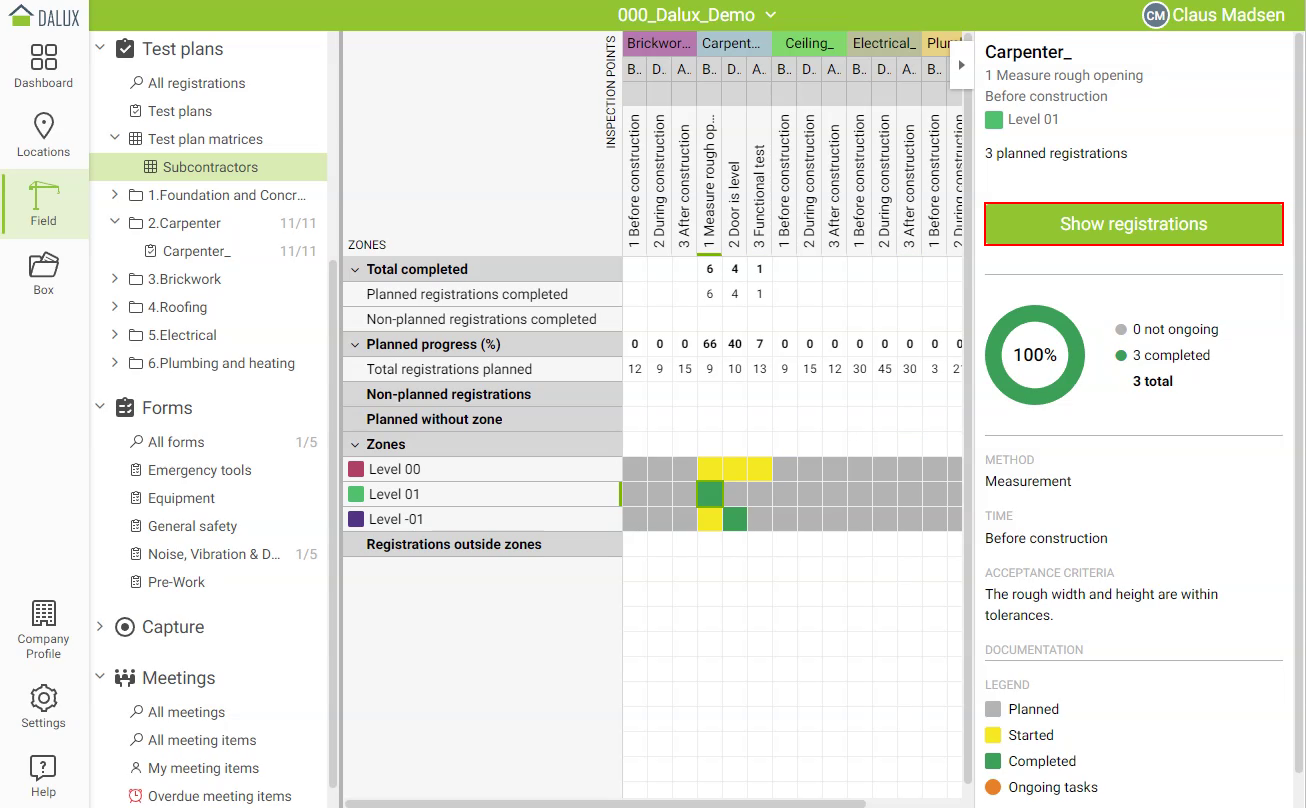 DALUX
000_Dalux_Demo
CM Claus Madsen
Dashboard
Locations
Field
Box
Company
Profile
Settings
Help
Test plans
All registrations
Test plans
Test plan matrices
Subcontractors
1.Foundation and Concr...
2.Carpenter 11/11
Carpenter_ 11/11
3.Brickwork
4.Roofing
5.Electrical
6.Plumbing and heating
Forms
All forms 1/5
Emergency tools
Equipment
General safety
Noise, Vibration & D... 1/5
Pre-Work
Capture
Meetings
All meetings
All meeting items
My meeting items
Overdue meeting items
INSPECTION POINTS
Brickwor... Carpent... Ceiling_ Electrical_
B.. D.. A.. B.. D.. A.. B.. D.. A.. B.. D.. A.. B..
1 Before construction
2 During construction
3 After construction
1 Measure rough op...
2 Door is level
3 Functional test
1 Before construction
2 During construction
3 After construction
1 Before construction
2 During construction
3 After construction
1 Before construction
2 During construction
ZONES
Total completed 6 4 1
Planned registrations completed 6 4 1
Non-planned registrations completed
Planned progress (%) 0 0 0 66 40 7 0 0 0 0 0 0 0 0
Total registrations planned 12 9 15 9 10 13 9 15 12 30 45 30 3
Non-planned registrations
Planned without zone
Zones
Level 00
Level 01
Level -01
Registrations outside zones
Carpenter_
1 Measure rough opening
Before construction
Level 01
3 planned registrations
Show registrations
100%
0 not ongoing
3 completed
3 total
METHOD
Measurement
TIME
Before construction
ACCEPTANCE CRITERIA
The rough width and height are within
tolerances.
DOCUMENTATION
LEGEND
Planned
Started
Completed
Ongoing tasks